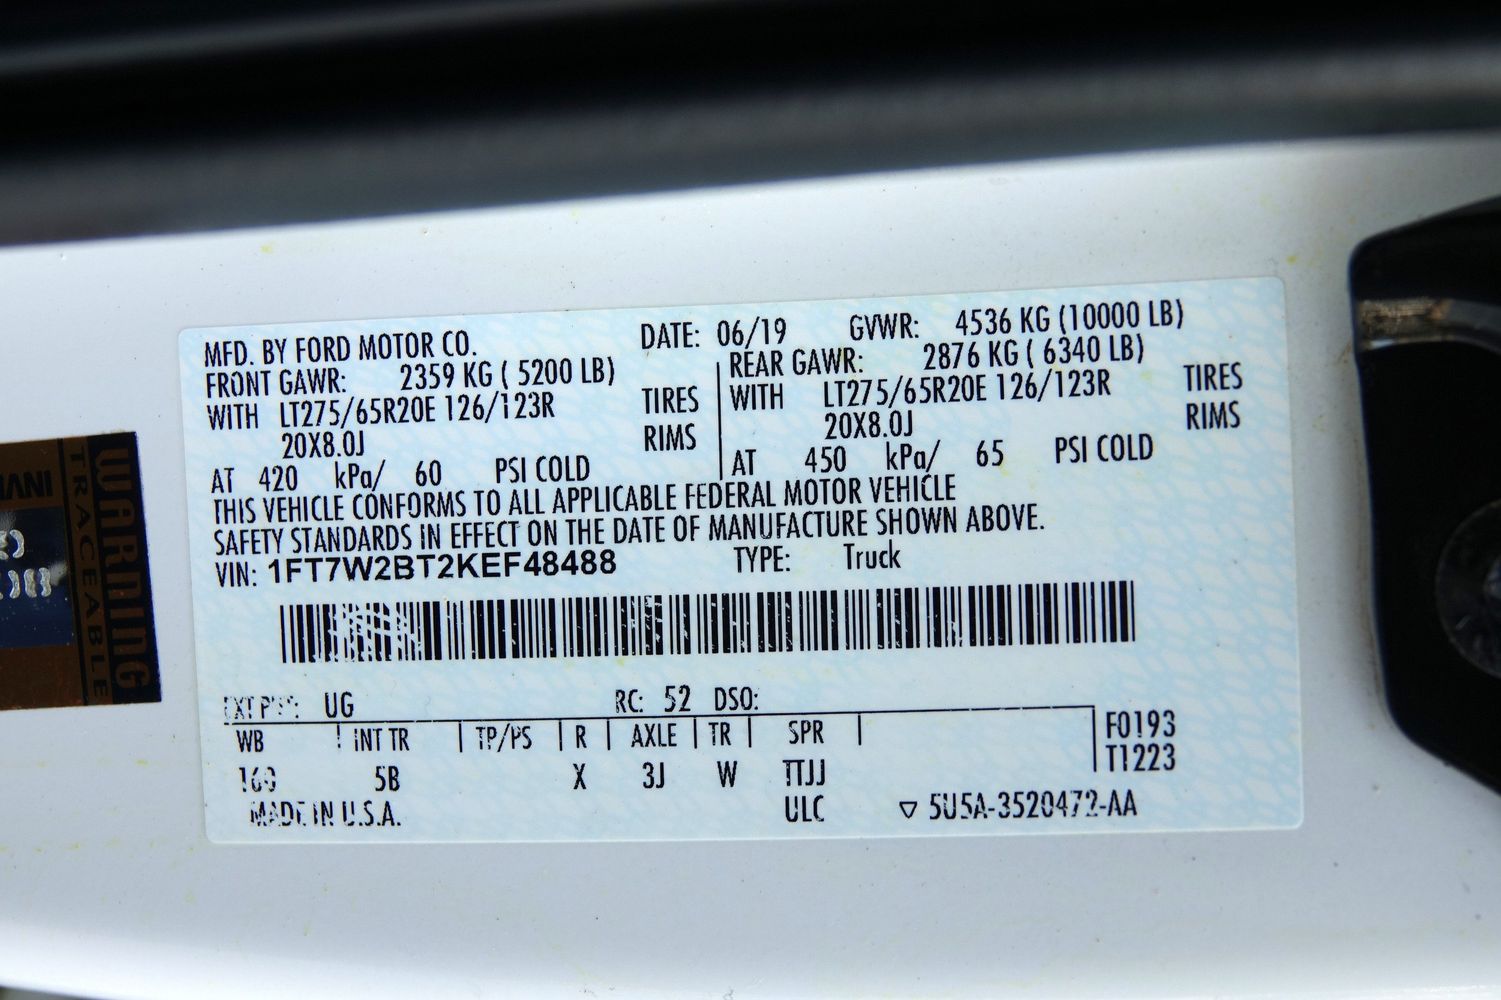 MFD. BY FORD MOTOR CO. DATE: 06/19 GVWR: 4536 KG (10000 LB)
FRONT GAWR: 2359 KG ( 5200 LB) REAR GAWR: 2876 KG ( 6340 LB)
WITH LT275/65R20E 126/123R TIRES WITH LT275/65R20E 126/123R TIRES
20X8.0J RIMS 20X8.0J RIMS
AT 420 kPa/ 60 PSI COLD AT 450 kPa/ 65 PSI COLD
THIS VEHICLE CONFORMS TO ALL APPLICABLE FEDERAL MOTOR VEHICLE
SAFETY STANDARDS IN EFFECT ON THE DATE OF MANUFACTURE SHOWN ABOVE.
VIN: 1FT7W2BT2KEF48488 TYPE: Truck
EXT PNT: UG RC: 52 DSO:
WB INT TR TP/PS R AXLE TR SPR F0193
T1223
160 5B X 3J W TTJJ
MADE IN U.S.A. ULC ▽ 5U5A-3520472-AA
WARNING
TRACEABLE